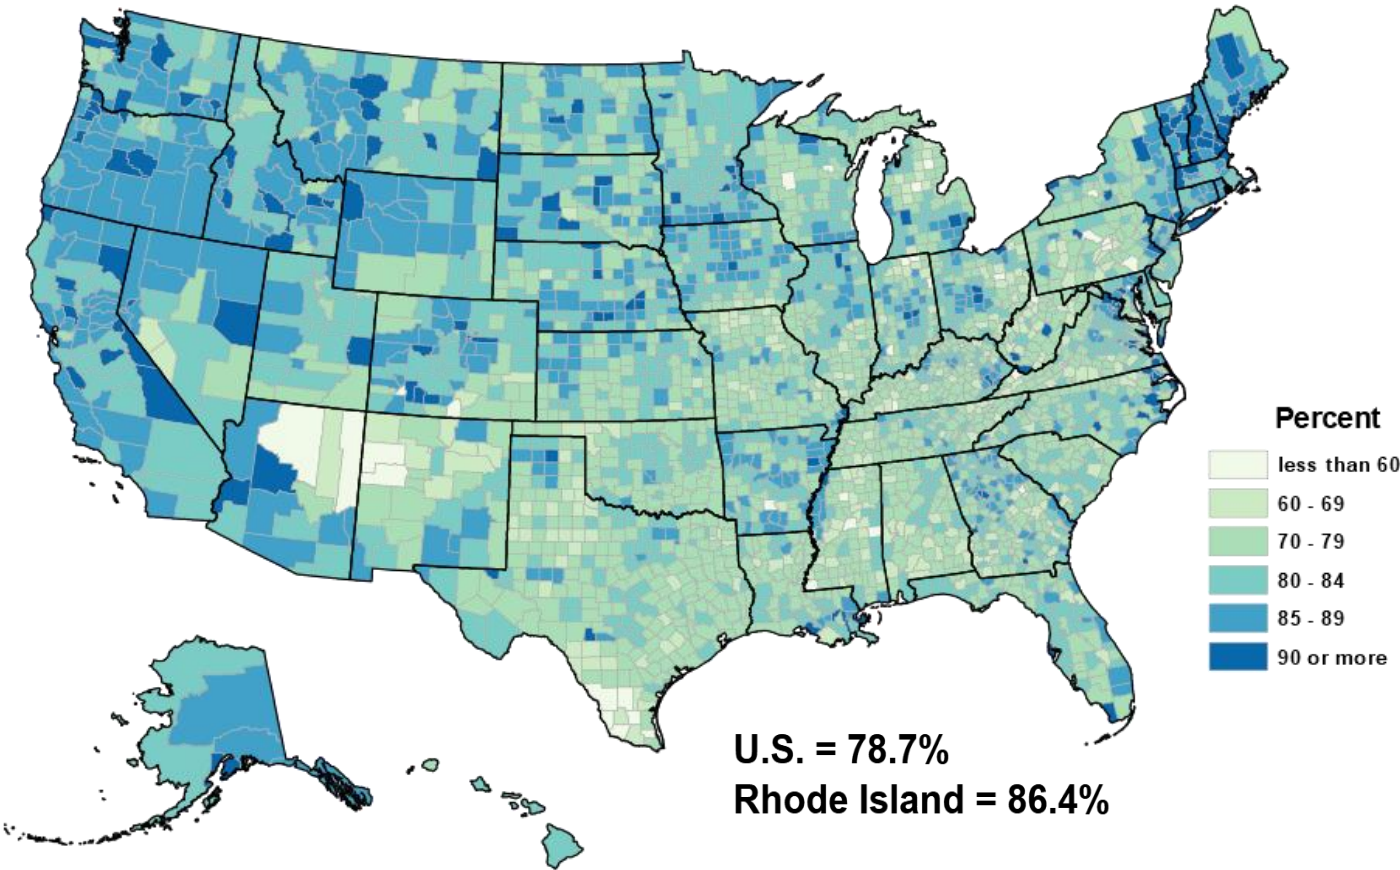 Percent
less than 60
60 - 69
70 - 79
80 - 84
85 - 89
90 or more
U.S. = 78.7%
Rhode Island = 86.4%